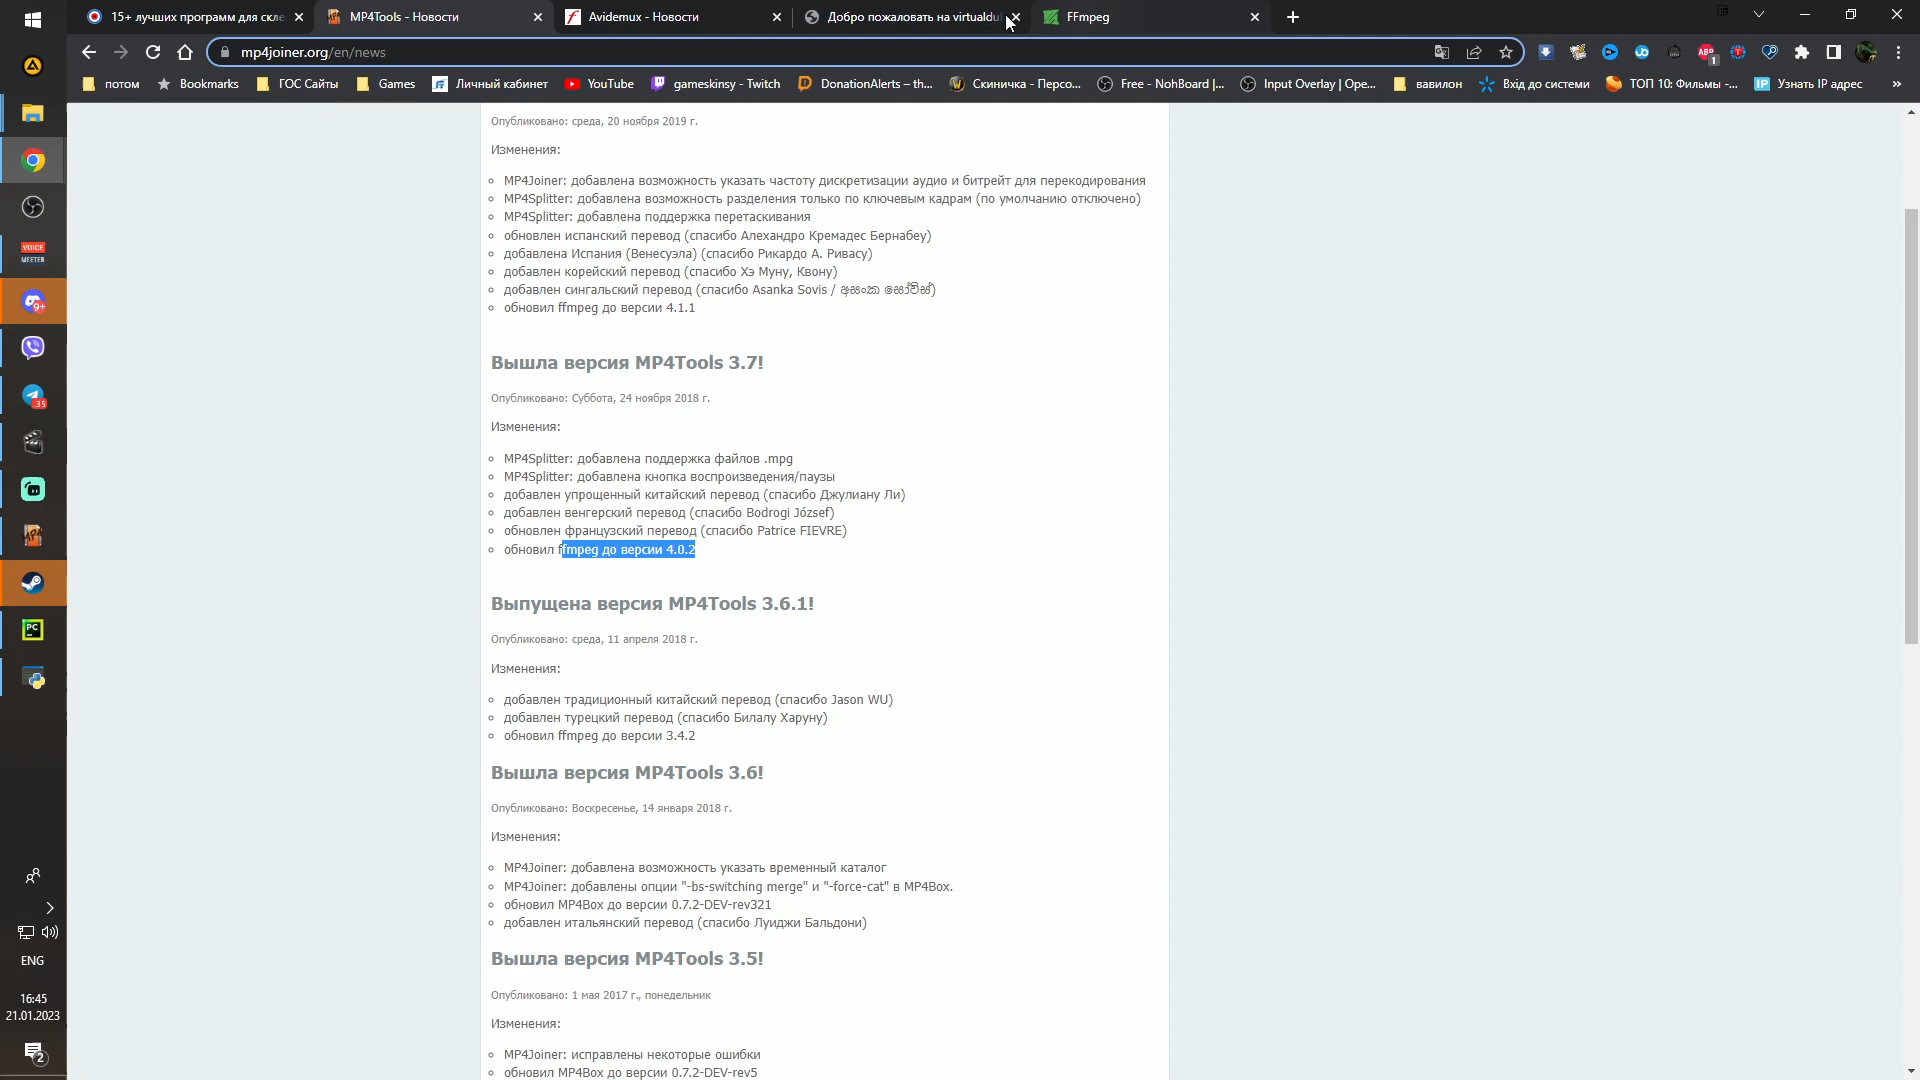 15+ лучших программ для скле
MP4Tools - Новости
Avidemux - Новости
Добро пожаловать на virtualdu
FFmpeg
mp4joiner.org/en/news
потом
Bookmarks
ГОС Сайты
Games
Личный кабинет
YouTube
gameskinsy - Twitch
DonationAlerts – th...
Скиничка - Персо...
Free - NohBoard |...
Input Overlay | Ope...
вавилон
Вхід до системи
ТОП 10: Фильмы -...
Узнать IP адрес
Опубликовано: среда, 20 ноября 2019 г.
Изменения:
MP4Joiner: добавлена возможность указать частоту дискретизации аудио и битрейт для перекодирования
MP4Splitter: добавлена возможность разделения только по ключевым кадрам (по умолчанию отключено)
MP4Splitter: добавлена поддержка перетаскивания
обновлен испанский перевод (спасибо Алехандро Кремадес Бернабеу)
добавлена Испания (Венесуэла) (спасибо Рикардо А. Ривасу)
добавлен корейский перевод (спасибо Хэ Муну, Квону)
добавлен сингальский перевод (спасибо Asanka Sovis / අසංක සෝවිස්)
обновил ffmpeg до версии 4.1.1
Вышла версия MP4Tools 3.7!
Опубликовано: Суббота, 24 ноября 2018 г.
Изменения:
MP4Splitter: добавлена поддержка файлов .mpg
MP4Splitter: добавлена кнопка воспроизведения/паузы
добавлен упрощенный китайский перевод (спасибо Джулиану Ли)
добавлен венгерский перевод (спасибо Bodrogi József)
обновлен французский перевод (спасибо Patrice FIEVRE)
обновил ffmpeg до версии 4.0.2
Выпущена версия MP4Tools 3.6.1!
Опубликовано: среда, 11 апреля 2018 г.
Изменения:
добавлен традиционный китайский перевод (спасибо Jason WU)
добавлен турецкий перевод (спасибо Билалу Харуну)
обновил ffmpeg до версии 3.4.2
Вышла версия MP4Tools 3.6!
Опубликовано: Воскресенье, 14 января 2018 г.
Изменения:
MP4Joiner: добавлена возможность указать временный каталог
MP4Joiner: добавлены опции "-bs-switching merge" и "-force-cat" в MP4Box.
обновил MP4Box до версии 0.7.2-DEV-rev321
добавлен итальянский перевод (спасибо Луиджи Бальдони)
Вышла версия MP4Tools 3.5!
Опубликовано: 1 мая 2017 г., понедельник
Изменения:
MP4Joiner: исправлены некоторые ошибки
обновил MP4Box до версии 0.7.2-DEV-rev5
VOICE
MEETER
9+
35
PC
ENG
16:45
21.01.2023
2
ABP
1